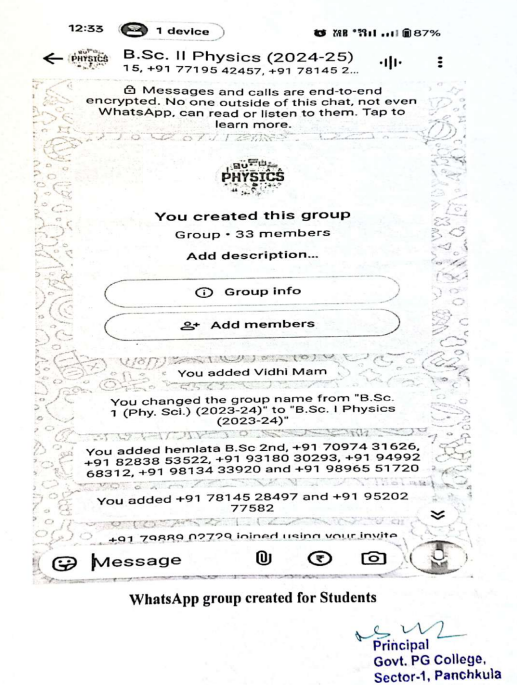 12:33 1 device 87%
B.Sc. II Physics (2024-25)
PHYSICS
15, +91 77195 42457, +91 78145 2...
Messages and calls are end-to-end
encrypted. No one outside of this chat, not even
WhatsApp, can read or listen to them. Tap to
learn more.
PHYSICS
You created this group
Group • 33 members
Add description...
Group info
Add members
You added Vidhi Mam
You changed the group name from "B.Sc.
1 (Phy. Sci.) (2023-24)" to "B.Sc. I Physics
(2023-24)"
You added hemlata B.Sc 2nd, +91 70974 31626,
+91 82838 53522, +91 93180 30293, +91 94992
68312, +91 98134 33920 and +91 98965 51720
You added +91 78145 28497 and +91 95202
77582
+91 79889 02729 joined using your invite
Message
WhatsApp group created for Students
Principal
Govt. PG College,
Sector-1, Panchkula